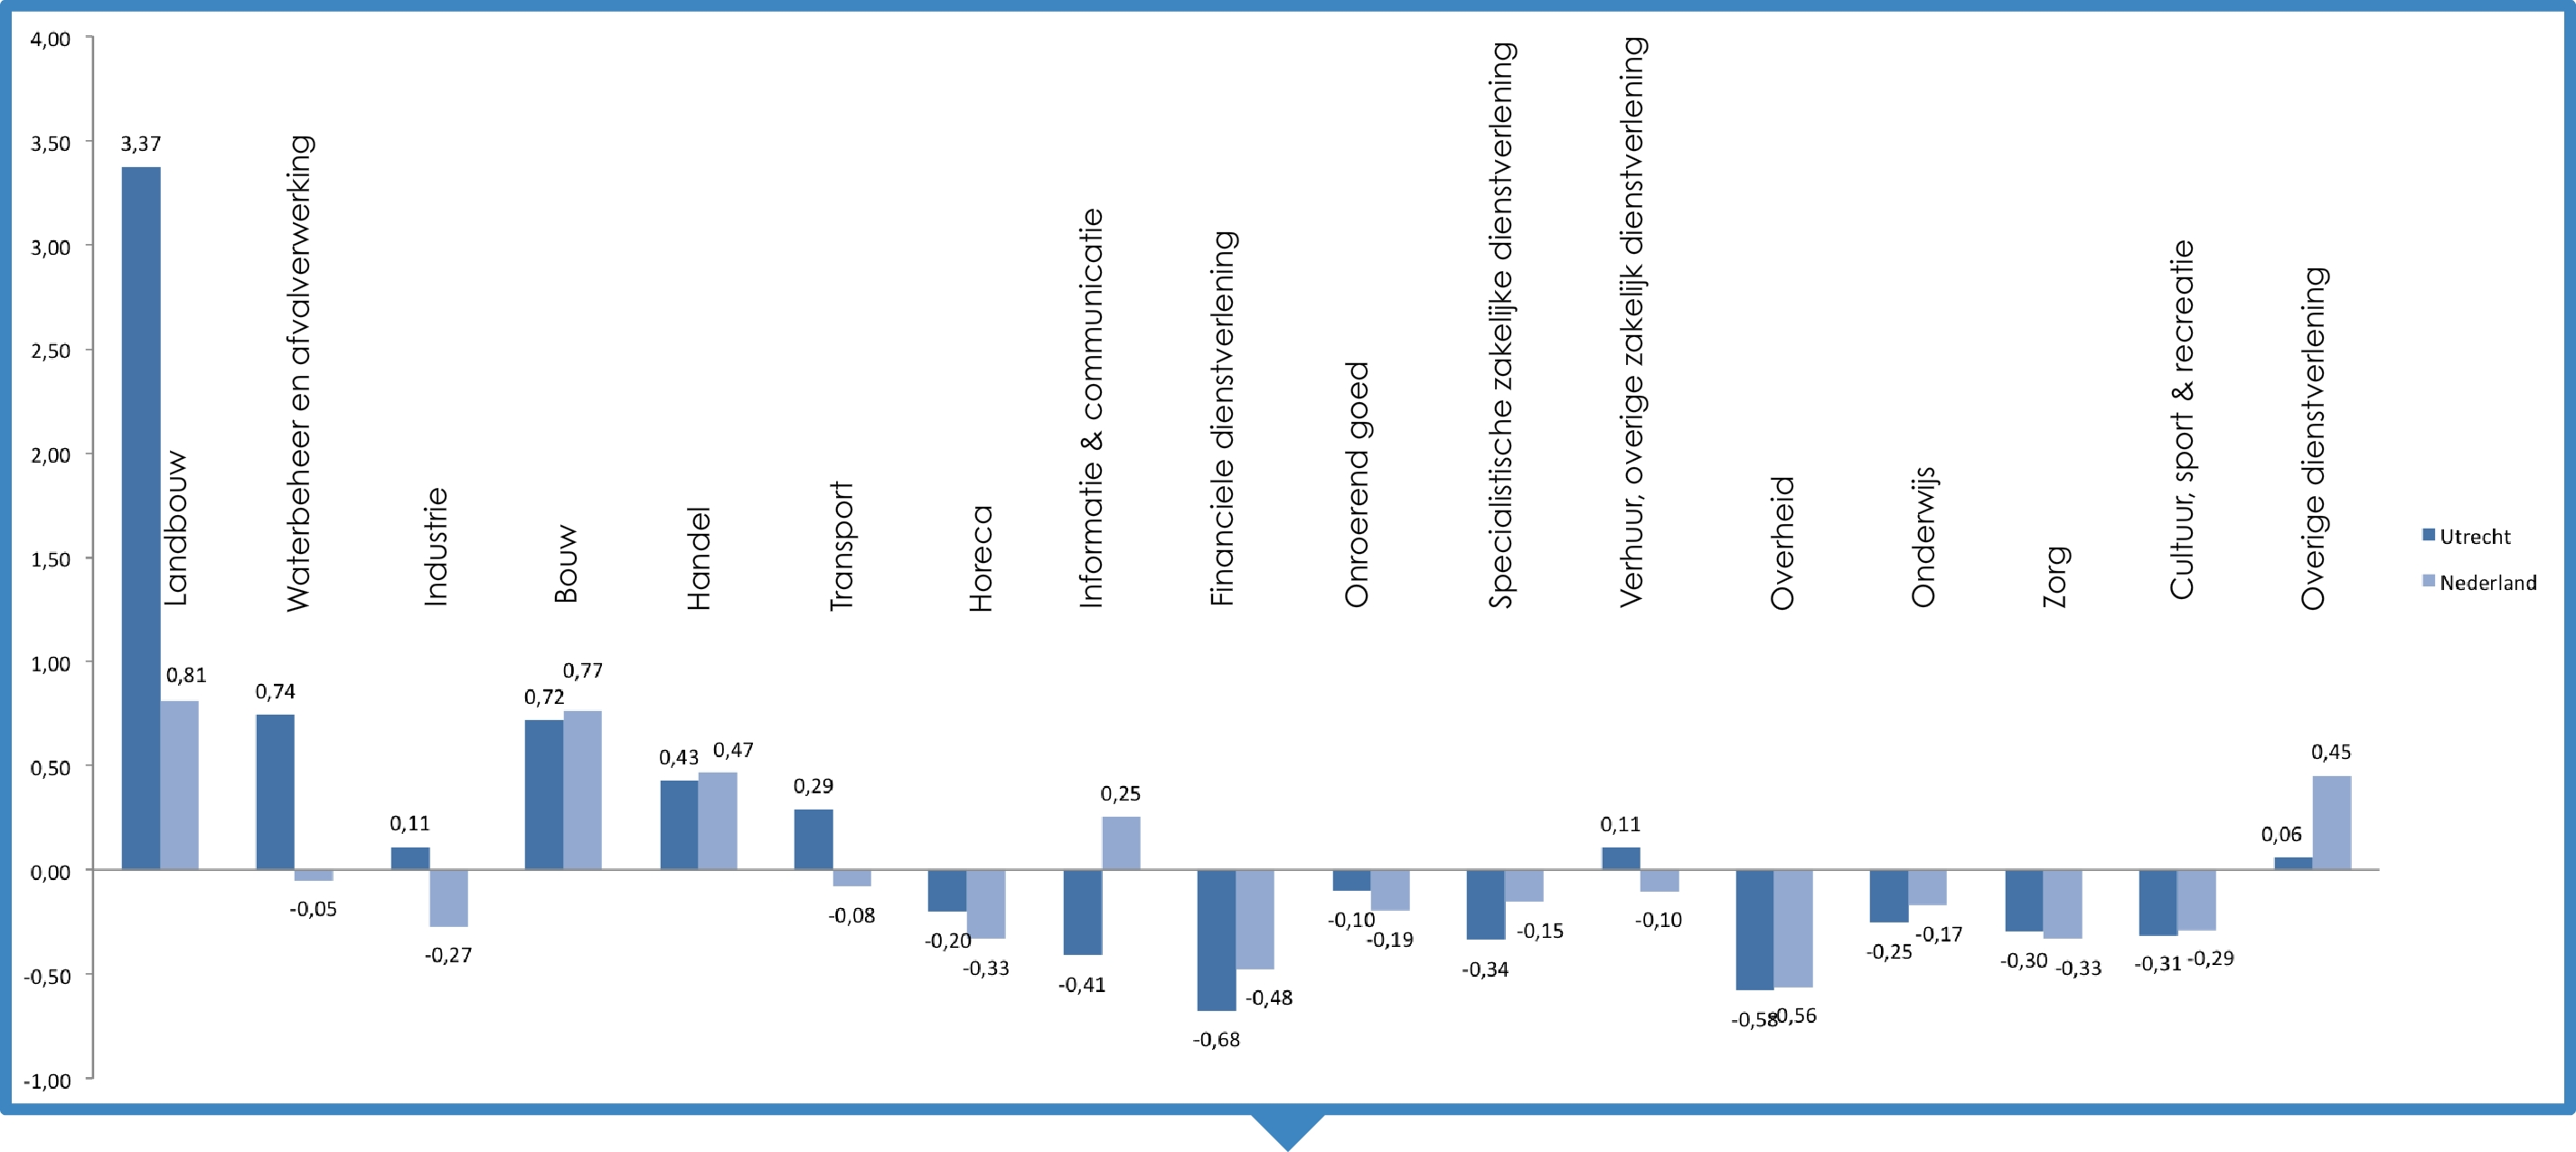 4,00
3,50
3,00
2,50
2,00
1,50
1,00
0,50
0,00
-0,50
-1,00
Landbouw
Waterbeheer en afvalverwerking
Industrie
Bouw
Handel
Transport
Horeca
Informatie & communicatie
Financiele dienstverlening
Onroerend goed
Specialistische zakelijke dienstverlening
Verhuur, overige zakelijk dienstverlening
Overheid
Onderwijs
Zorg
Cultuur, sport & recreatie
Overige dienstverlening
3,37
0,81
0,74
-0,05
0,11
-0,27
0,72
0,77
0,43
0,47
0,29
-0,08
-0,20
-0,33
-0,41
0,25
-0,68
-0,48
-0,10
-0,19
-0,34
-0,15
0,11
-0,10
-0,58
-0,56
-0,25
-0,17
-0,30
-0,33
-0,31
-0,29
0,06
0,45
Utrecht
Nederland